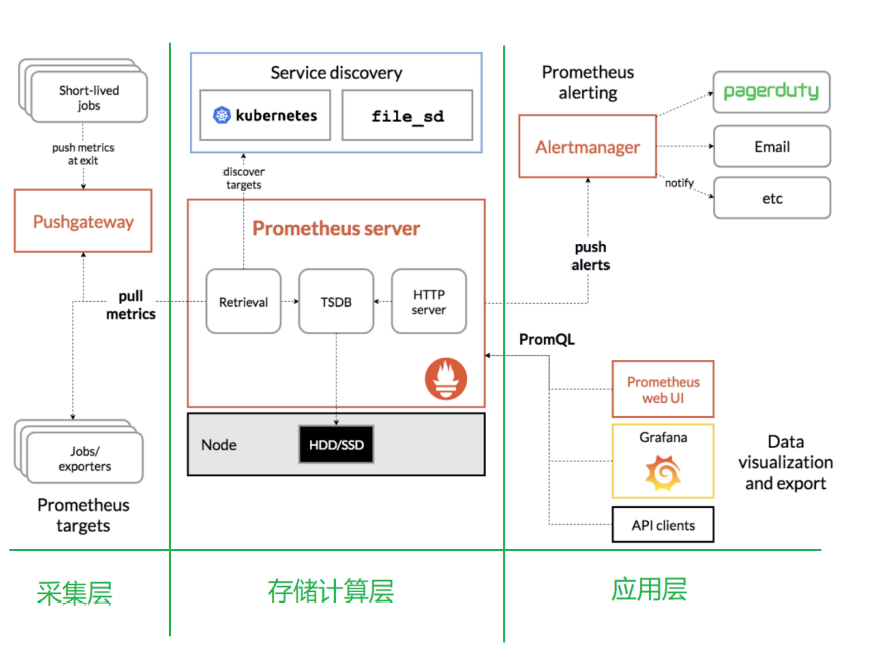 Short-lived
jobs
push metrics
at exit
Pushgateway
pull
metrics
Jobs/
exporters
Prometheus
targets
采集层
Service discovery
kubernetes
file_sd
discover
targets
Prometheus server
Retrieval
TSDB
HTTP
server
Node
HDD/SSD
存储计算层
Prometheus
alerting
Alertmanager
pagerduty
Email
notify
etc
push
alerts
PromQL
Prometheus
web UI
Grafana
API clients
Data
visualization
and export
应用层